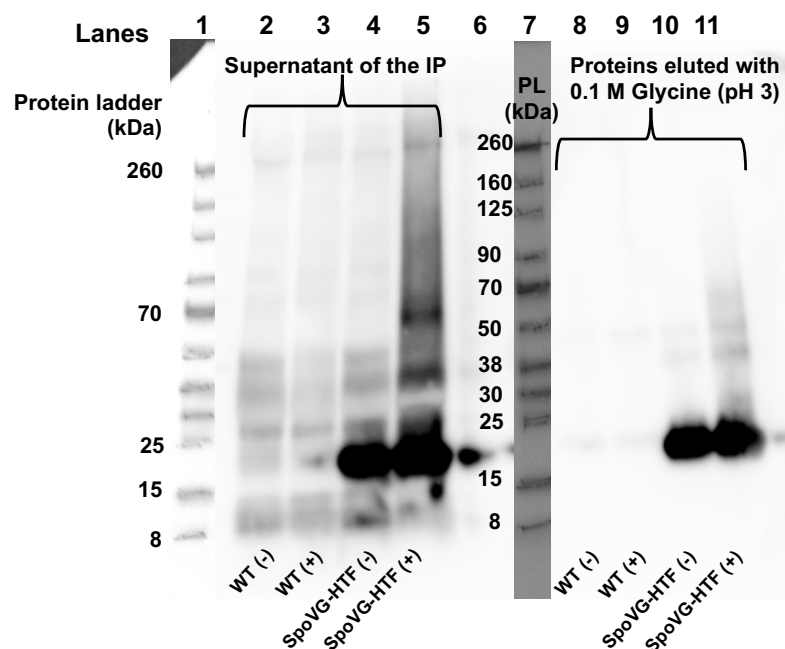 Lanes 1 2 3 4 5 6 7 8 9 10 11
Supernatant of the IP
Proteins eluted with
0.1 M Glycine (pH 3)
Protein ladder
(kDa)
PL
(kDa)
260
70
25
15
8
260
160
125
90
70
50
38
30
25
15
8
WT (-)
WT (+)
SpoVG-HTF (-)
SpoVG-HTF (+)
WT (-)
WT (+)
SpoVG-HTF (-)
SpoVG-HTF (+)